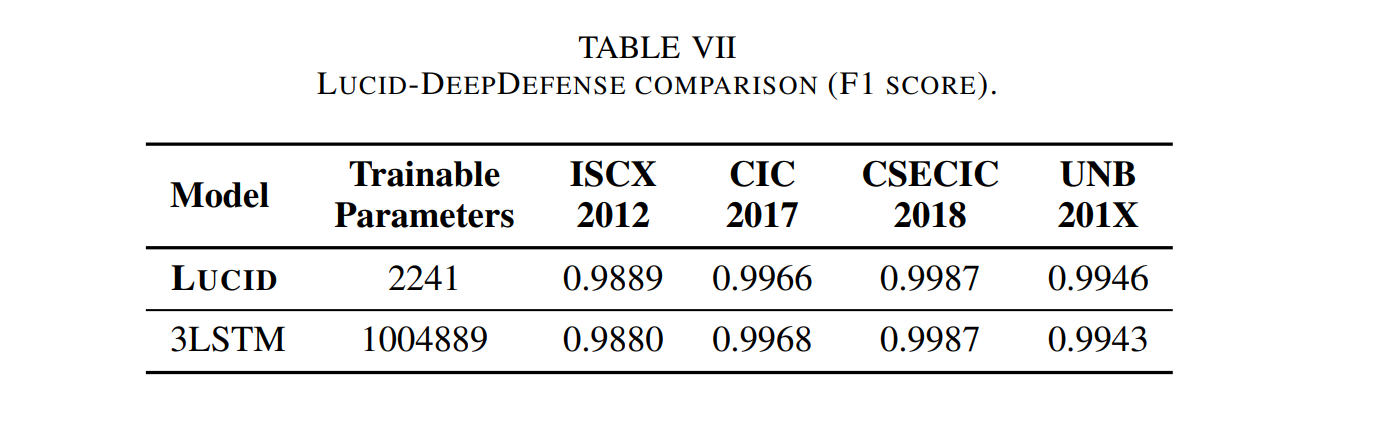 TABLE VII
LUCID-DEEPDEFENSE COMPARISON (F1 SCORE).
Model Trainable Parameters ISCX 2012 CIC 2017 CSECIC 2018 UNB 201X
LUCID 2241 0.9889 0.9966 0.9987 0.9946
3LSTM 1004889 0.9880 0.9968 0.9987 0.9943